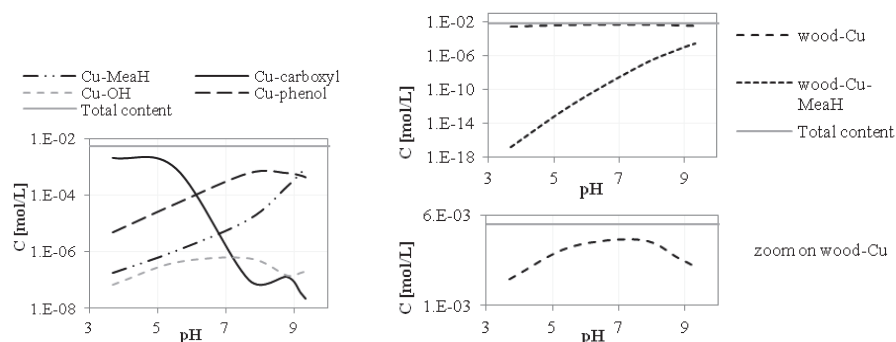 Cu-MeaH
Cu-carboxyl
Cu-OH
Cu-phenol
Total content
1.E-02
1.E-04
1.E-06
1.E-08
C [mol/L]
3 5 7 9
pH
1.E-02
1.E-06
1.E-10
1.E-14
1.E-18
C [mol/L]
3 5 7 9
pH
wood-Cu
wood-Cu-
MeaH
Total content
6.E-03
1.E-03
C [mol/L]
3 5 7 9
pH
zoom on wood-Cu